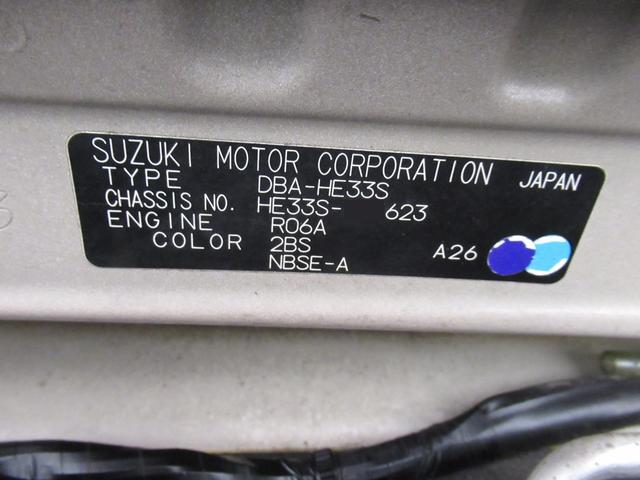 SUZUKI MOTOR CORPORATION JAPAN
TYPE DBA-HE33S
CHASSIS NO. HE33S- 623
ENGINE R06A
COLOR 2BS
NBSE-A A26